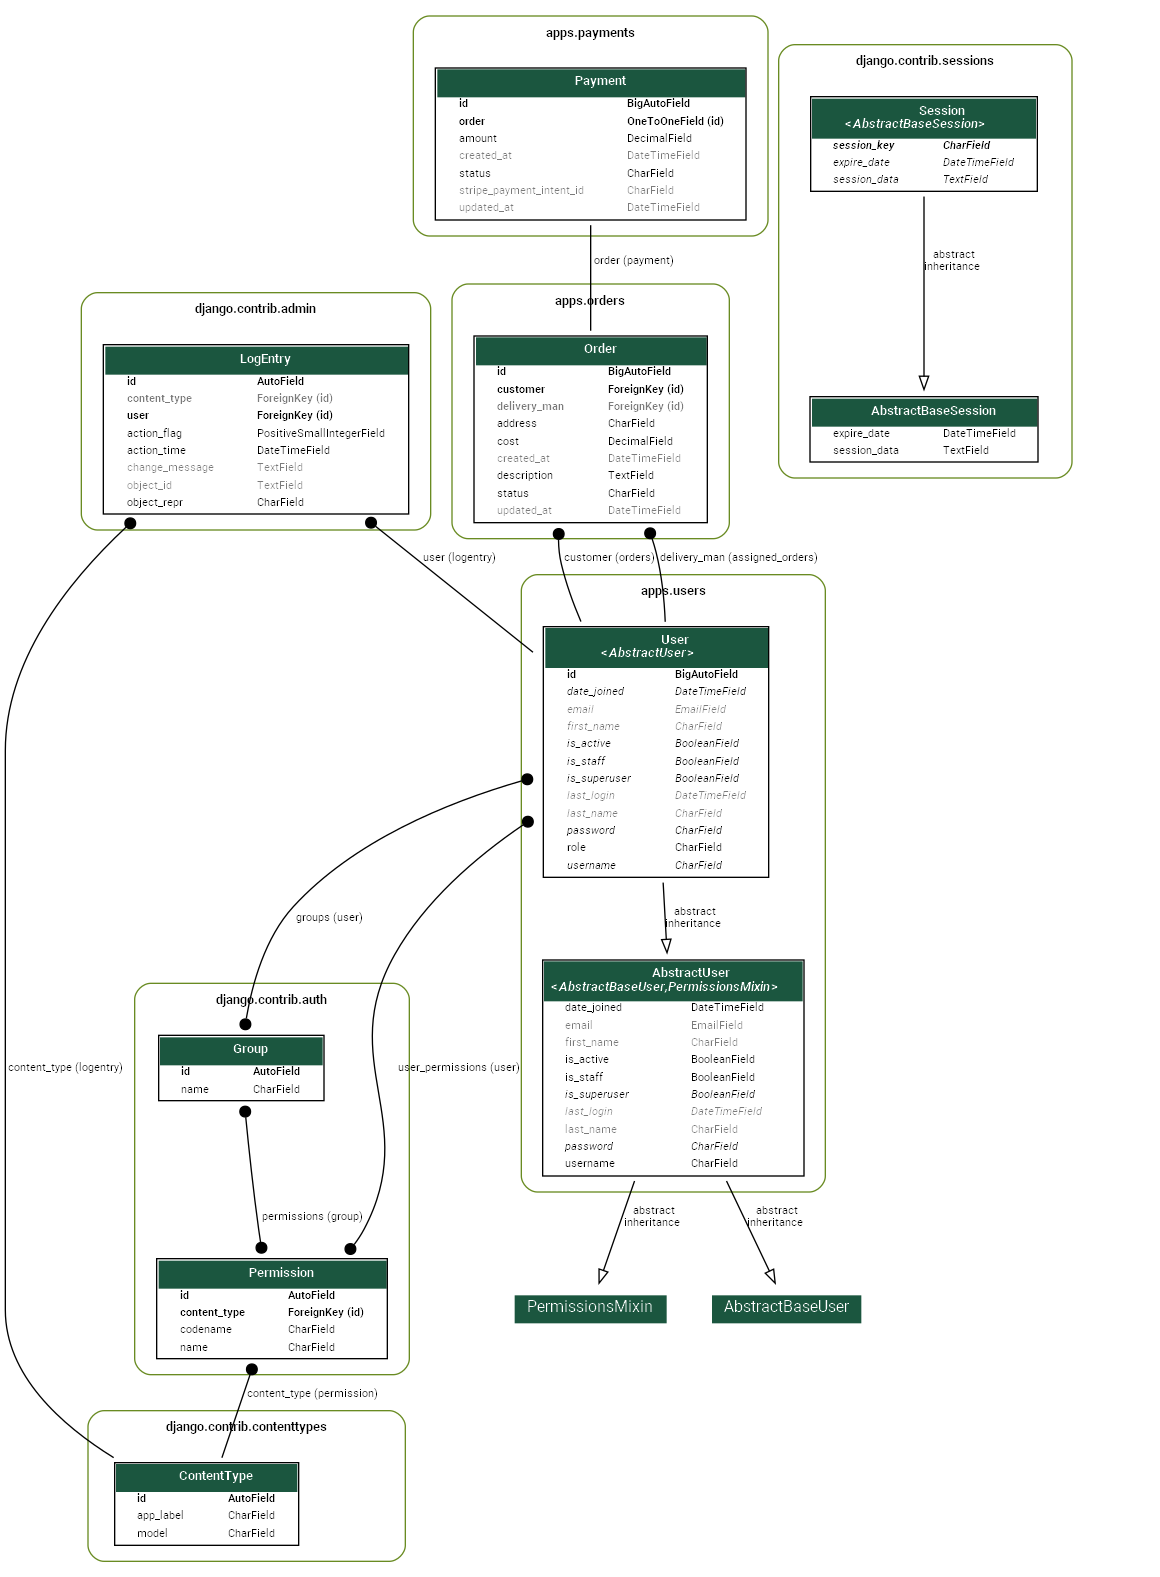 apps.payments
Payment
id BigAutoField
order OneToOneField (id)
amount DecimalField
created_at DateTimeField
status CharField
stripe_payment_intent_id CharField
updated_at DateTimeField
django.contrib.sessions
Session
<AbstractBaseSession>
session_key CharField
expire_date DateTimeField
session_data TextField
abstract
inheritance
AbstractBaseSession
expire_date DateTimeField
session_data TextField
order (payment)
django.contrib.admin
LogEntry
id AutoField
content_type ForeignKey (id)
user ForeignKey (id)
action_flag PositiveSmallIntegerField
action_time DateTimeField
change_message TextField
object_id TextField
object_repr CharField
apps.orders
Order
id BigAutoField
customer ForeignKey (id)
delivery_man ForeignKey (id)
address CharField
cost DecimalField
created_at DateTimeField
description TextField
status CharField
updated_at DateTimeField
user (logentry)
customer (orders)
delivery_man (assigned_orders)
apps.users
User
<AbstractUser>
id BigAutoField
date_joined DateTimeField
email EmailField
first_name CharField
is_active BooleanField
is_staff BooleanField
is_superuser BooleanField
last_login DateTimeField
last_name CharField
password CharField
role CharField
username CharField
abstract
inheritance
groups (user)
AbstractUser
<AbstractBaseUser,PermissionsMixin>
date_joined DateTimeField
email EmailField
first_name CharField
is_active BooleanField
is_staff BooleanField
is_superuser BooleanField
last_login DateTimeField
last_name CharField
password CharField
username CharField
django.contrib.auth
Group
id AutoField
name CharField
content_type (logentry)
user_permissions (user)
permissions (group)
abstract
inheritance
abstract
inheritance
Permission
id AutoField
content_type ForeignKey (id)
codename CharField
name CharField
PermissionsMixin
AbstractBaseUser
content_type (permission)
django.contrib.contenttypes
ContentType
id AutoField
app_label CharField
model CharField